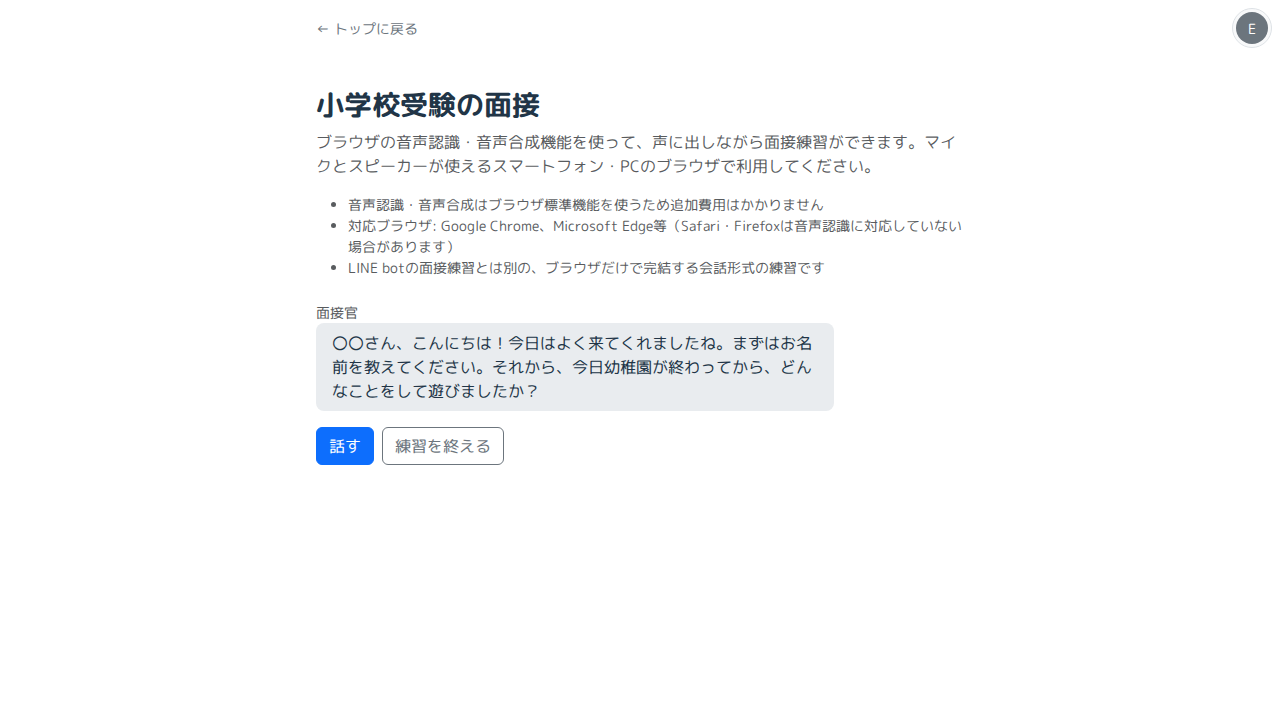 ← トップに戻る
E
小学校受験の面接
ブラウザの音声認識・音声合成機能を使って、声に出しながら面接練習ができます。マイ
クとスピーカーが使えるスマートフォン・PCのブラウザで利用してください。
音声認識・音声合成はブラウザ標準機能を使うため追加費用はかかりません
対応ブラウザ: Google Chrome、Microsoft Edge等（Safari・Firefoxは音声認識に対応していない
場合があります）
LINE botの面接練習とは別の、ブラウザだけで完結する会話形式の練習です
面接官
〇〇さん、こんにちは！今日はよく来てくれましたね。まずはお名
前を教えてください。それから、今日幼稚園が終わってから、どん
なことをして遊びましたか？
話す
練習を終える